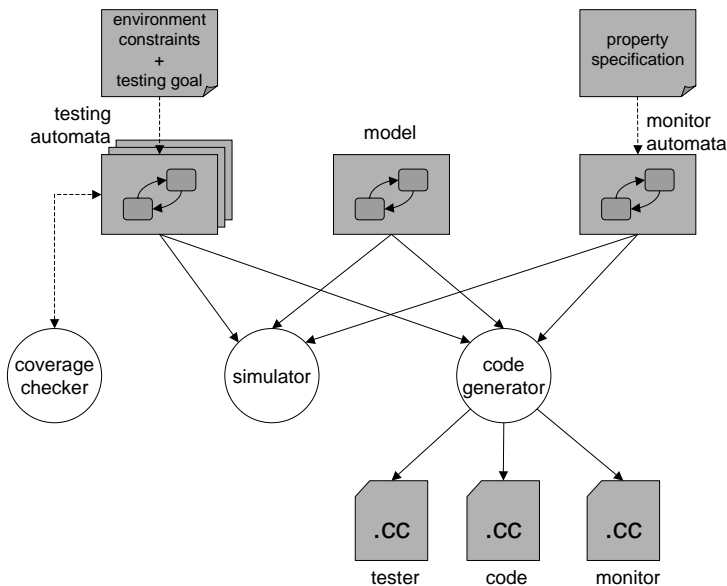 environment
constraints
+
testing goal
property
specification
testing
automata
model
monitor
automata
coverage
checker
simulator
code
generator
.cc
.cc
.cc
tester
code
monitor